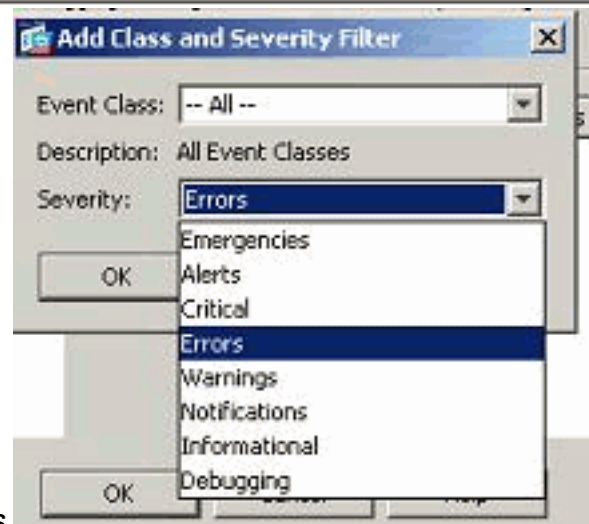 Add Class and Severity Filter
Event Class: -- All --
Description: All Event Classes
Severity: Errors
Emergencies
OK Alerts
Critical
Errors
Warnings
Notifications
Informational
OK Debugging